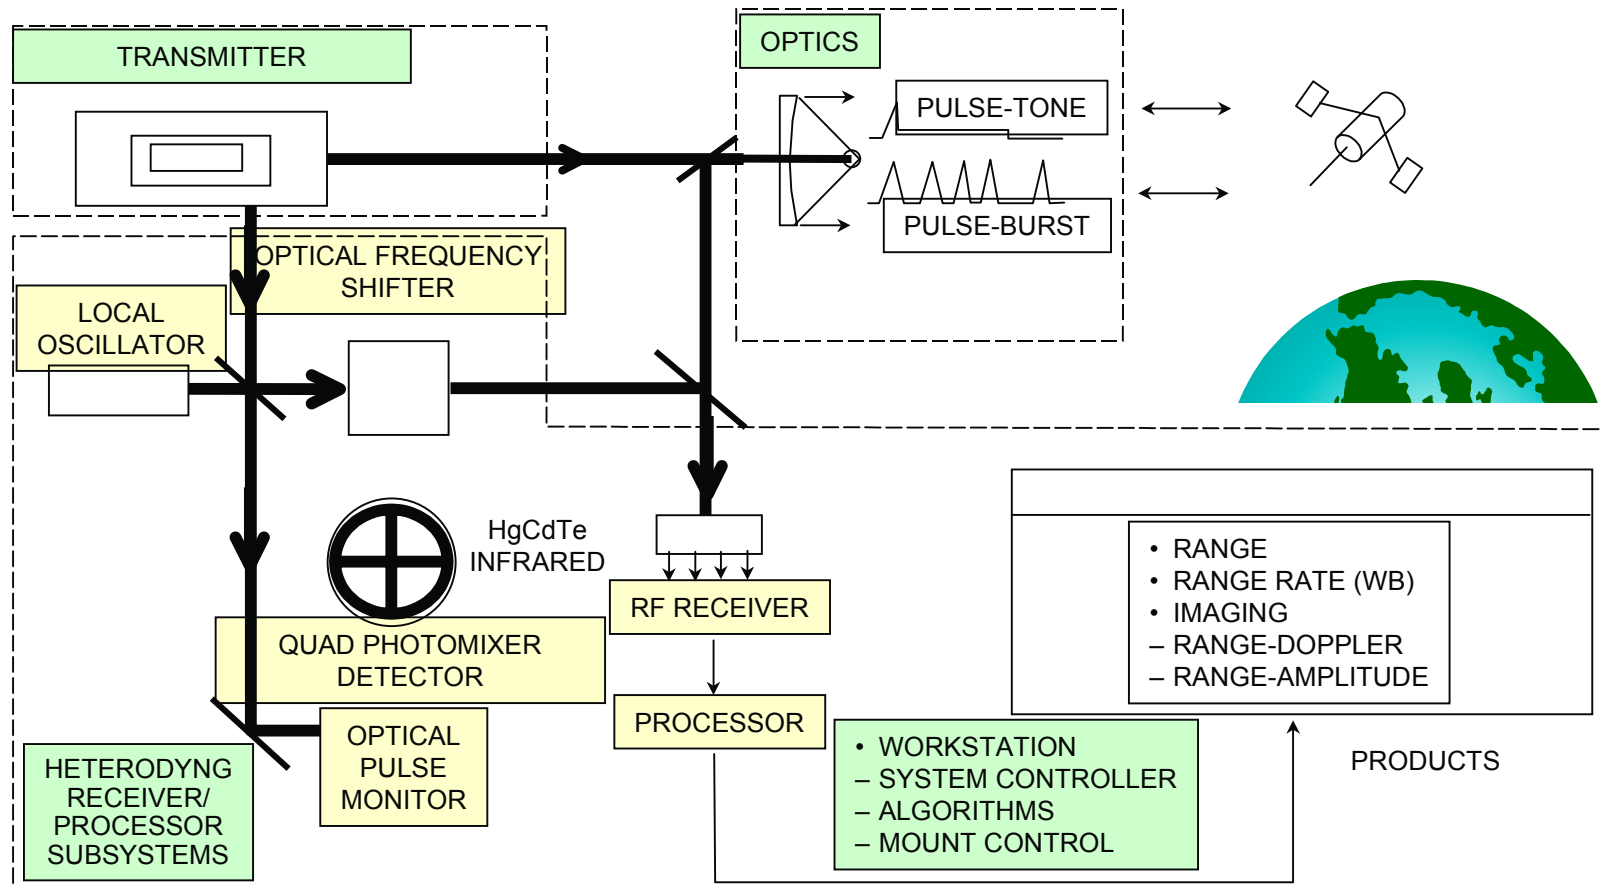 TRANSMITTER
OPTICS
PULSE-TONE
PULSE-BURST
OPTICAL FREQUENCY
SHIFTER
LOCAL
OSCILLATOR
HgCdTe
INFRARED
QUAD PHOTOMIXER
DETECTOR
RF RECEIVER
PROCESSOR
OPTICAL
PULSE
MONITOR
HETERODYNG
RECEIVER/
PROCESSOR
SUBSYSTEMS
• WORKSTATION
– SYSTEM CONTROLLER
– ALGORITHMS
– MOUNT CONTROL
• RANGE
• RANGE RATE (WB)
• IMAGING
– RANGE-DOPPLER
– RANGE-AMPLITUDE
PRODUCTS